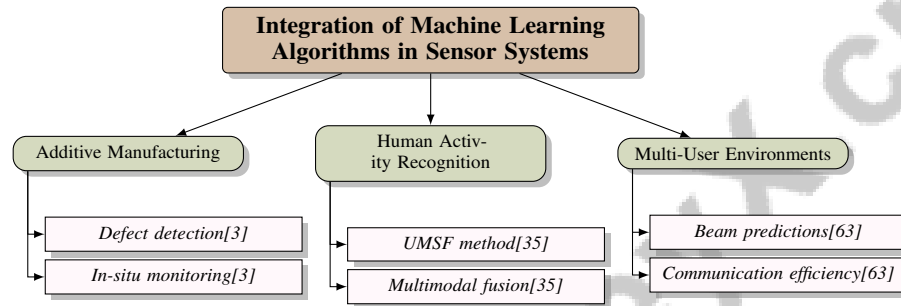 Integration of Machine Learning
Algorithms in Sensor Systems
Additive Manufacturing
Human Activ-
ity Recognition
Multi-User Environments
Defect detection[3]
In-situ monitoring[3]
UMSF method[35]
Multimodal fusion[35]
Beam predictions[63]
Communication efficiency[63]